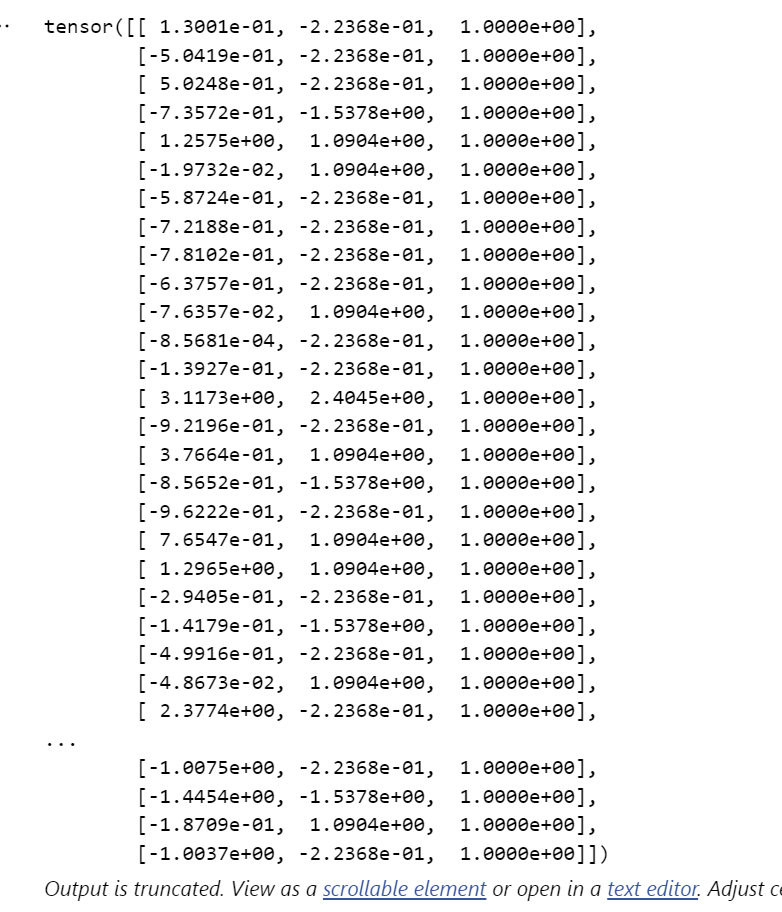 tensor([[ 1.3001e-01, -2.2368e-01,  1.0000e+00],
        [-5.0419e-01, -2.2368e-01,  1.0000e+00],
        [ 5.0248e-01, -2.2368e-01,  1.0000e+00],
        [-7.3572e-01, -1.5378e+00,  1.0000e+00],
        [ 1.2575e+00,  1.0904e+00,  1.0000e+00],
        [-1.9732e-02,  1.0904e+00,  1.0000e+00],
        [-5.8724e-01, -2.2368e-01,  1.0000e+00],
        [-7.2188e-01, -2.2368e-01,  1.0000e+00],
        [-7.8102e-01, -2.2368e-01,  1.0000e+00],
        [-6.3757e-01, -2.2368e-01,  1.0000e+00],
        [-7.6357e-02,  1.0904e+00,  1.0000e+00],
        [-8.5681e-04, -2.2368e-01,  1.0000e+00],
        [-1.3927e-01, -2.2368e-01,  1.0000e+00],
        [ 3.1173e+00,  2.4045e+00,  1.0000e+00],
        [-9.2196e-01, -2.2368e-01,  1.0000e+00],
        [ 3.7664e-01,  1.0904e+00,  1.0000e+00],
        [-8.5652e-01, -1.5378e+00,  1.0000e+00],
        [-9.6222e-01, -2.2368e-01,  1.0000e+00],
        [ 7.6547e-01,  1.0904e+00,  1.0000e+00],
        [ 1.2965e+00,  1.0904e+00,  1.0000e+00],
        [-2.9405e-01, -2.2368e-01,  1.0000e+00],
        [-1.4179e-01, -1.5378e+00,  1.0000e+00],
        [-4.9916e-01, -2.2368e-01,  1.0000e+00],
        [-4.8673e-02,  1.0904e+00,  1.0000e+00],
        [ 2.3774e+00, -2.2368e-01,  1.0000e+00],
...
        [-1.0075e+00, -2.2368e-01,  1.0000e+00],
        [-1.4454e+00, -1.5378e+00,  1.0000e+00],
        [-1.8709e-01,  1.0904e+00,  1.0000e+00],
        [-1.0037e+00, -2.2368e-01,  1.0000e+00]])
Output is truncated. View as a scrollable element or open in a text editor. Adjust